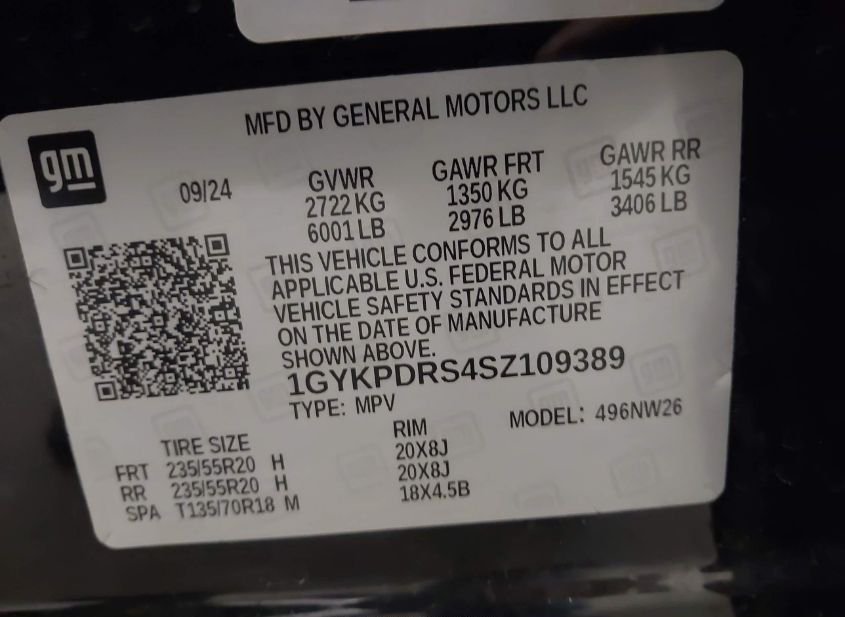 MFD BY GENERAL MOTORS LLC
gm
09/24
GVWR
2722 KG
6001 LB
GAWR FRT
1350 KG
2976 LB
GAWR RR
1545 KG
3406 LB
THIS VEHICLE CONFORMS TO ALL
APPLICABLE U.S. FEDERAL MOTOR
VEHICLE SAFETY STANDARDS IN EFFECT
ON THE DATE OF MANUFACTURE
SHOWN ABOVE.
1GYKPDRS4SZ109389
TYPE: MPV
MODEL: 496NW26
TIRE SIZE RIM
FRT 235/55R20 H 20X8J
RR 235/55R20 H 20X8J
SPA T135/70R18 M 18X4.5B